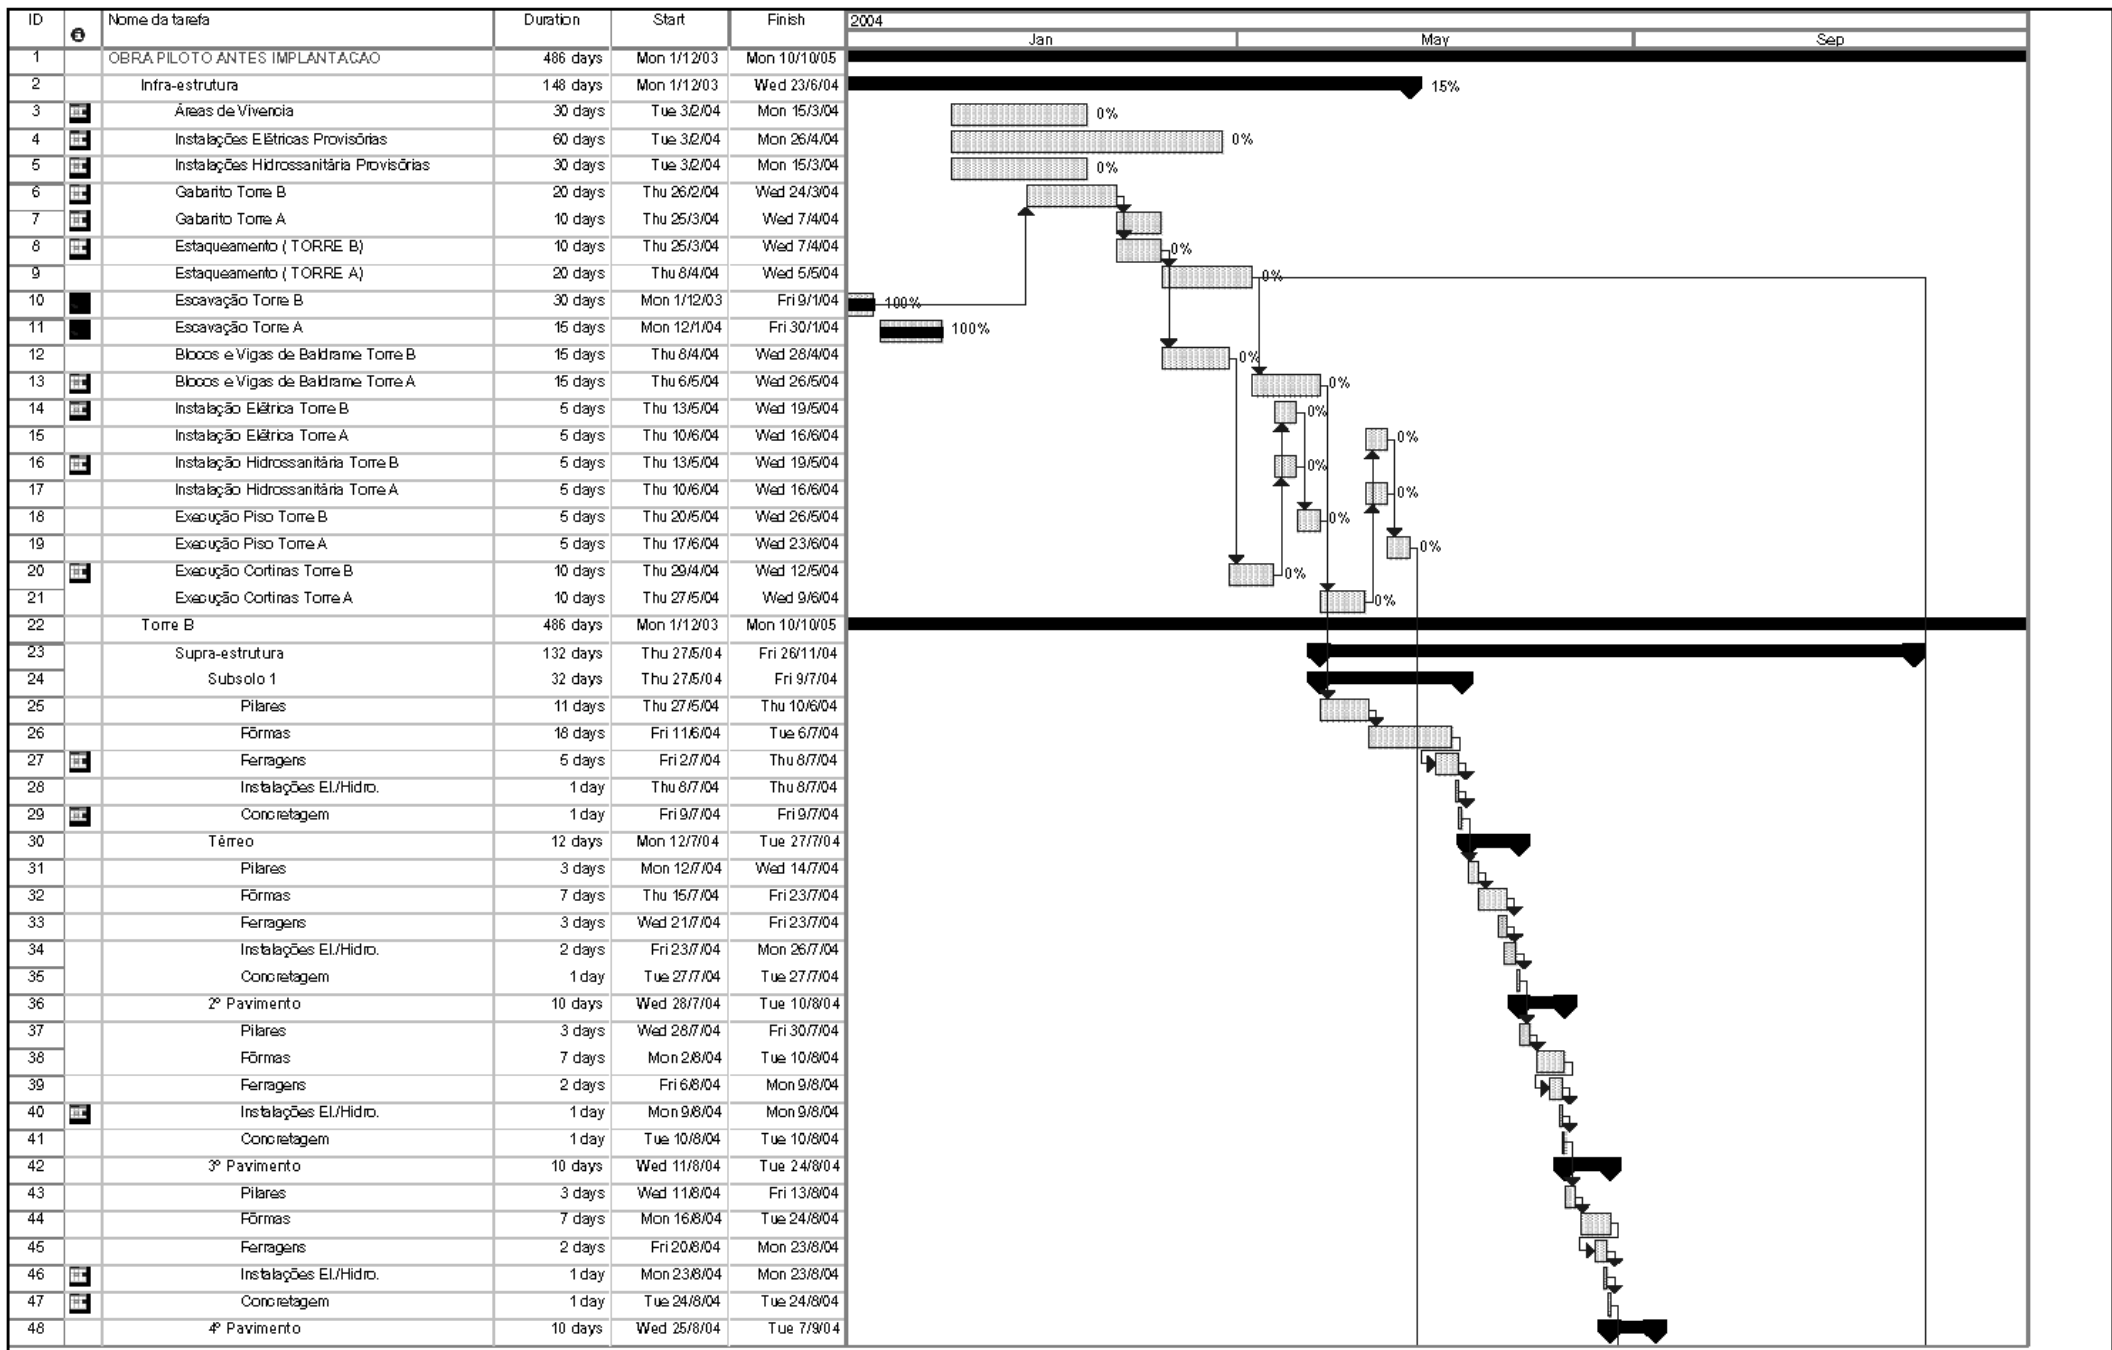 ID Nome da tarefa Duration Start Finish 2004
Jan May Sep
1 OBRA PILOTO ANTES IMPLANTACAO 486 days Mon 1/12/03 Mon 10/10/05
2 Infra-estrutura 148 days Mon 1/12/03 Wed 23/6/04 15%
3 Áreas de Vivencia 30 days Tue 3/2/04 Mon 15/3/04 0%
4 Instalações Elétricas Provisórias 60 days Tue 3/2/04 Mon 26/4/04 0%
5 Instalações Hidrossanitária Provisórias 30 days Tue 3/2/04 Mon 15/3/04 0%
6 Gabarito Torre B 20 days Thu 26/2/04 Wed 24/3/04
7 Gabarito Torre A 10 days Thu 25/3/04 Wed 7/4/04
8 Estaqueamento ( TORRE B) 10 days Thu 25/3/04 Wed 7/4/04 0%
9 Estaqueamento ( TORRE A) 20 days Thu 8/4/04 Wed 5/5/04 0%
10 Escavação Torre B 30 days Mon 1/12/03 Fri 9/1/04 100%
11 Escavação Torre A 15 days Mon 12/1/04 Fri 30/1/04 100%
12 Blocos e Vigas de Baldrame Torre B 15 days Thu 8/4/04 Wed 28/4/04 0%
13 Blocos e Vigas de Baldrame Torre A 15 days Thu 6/5/04 Wed 26/5/04 0%
14 Instalação Elétrica Torre B 5 days Thu 13/5/04 Wed 19/5/04 0%
15 Instalação Elétrica Torre A 5 days Thu 10/6/04 Wed 16/6/04 0%
16 Instalação Hidrossanitária Torre B 5 days Thu 13/5/04 Wed 19/5/04 0%
17 Instalação Hidrossanitária Torre A 5 days Thu 10/6/04 Wed 16/6/04 0%
18 Execução Piso Torre B 5 days Thu 20/5/04 Wed 26/5/04 0%
19 Execução Piso Torre A 5 days Thu 17/6/04 Wed 23/6/04 0%
20 Execução Cortinas Torre B 10 days Thu 29/4/04 Wed 12/5/04 0%
21 Execução Cortinas Torre A 10 days Thu 27/5/04 Wed 9/6/04 0%
22 Torre B 486 days Mon 1/12/03 Mon 10/10/05
23 Supra-estrutura 132 days Thu 27/5/04 Fri 26/11/04
24 Subsolo 1 32 days Thu 27/5/04 Fri 9/7/04
25 Pilares 11 days Thu 27/5/04 Thu 10/6/04
26 Fôrmas 18 days Fri 11/6/04 Tue 6/7/04
27 Ferragens 5 days Fri 2/7/04 Thu 8/7/04
28 Instalações El./Hidro. 1 day Thu 8/7/04 Thu 8/7/04
29 Concretagem 1 day Fri 9/7/04 Fri 9/7/04
30 Térreo 12 days Mon 12/7/04 Tue 27/7/04
31 Pilares 3 days Mon 12/7/04 Wed 14/7/04
32 Fôrmas 7 days Thu 15/7/04 Fri 23/7/04
33 Ferragens 3 days Wed 21/7/04 Fri 23/7/04
34 Instalações El./Hidro. 2 days Fri 23/7/04 Mon 26/7/04
35 Concretagem 1 day Tue 27/7/04 Tue 27/7/04
36 2º Pavimento 10 days Wed 28/7/04 Tue 10/8/04
37 Pilares 3 days Wed 28/7/04 Fri 30/7/04
38 Fôrmas 7 days Mon 2/8/04 Tue 10/8/04
39 Ferragens 2 days Fri 6/8/04 Mon 9/8/04
40 Instalações El./Hidro. 1 day Mon 9/8/04 Mon 9/8/04
41 Concretagem 1 day Tue 10/8/04 Tue 10/8/04
42 3º Pavimento 10 days Wed 11/8/04 Tue 24/8/04
43 Pilares 3 days Wed 11/8/04 Fri 13/8/04
44 Fôrmas 7 days Mon 16/8/04 Tue 24/8/04
45 Ferragens 2 days Fri 20/8/04 Mon 23/8/04
46 Instalações El./Hidro. 1 day Mon 23/8/04 Mon 23/8/04
47 Concretagem 1 day Tue 24/8/04 Tue 24/8/04
48 4º Pavimento 10 days Wed 25/8/04 Tue 7/9/04